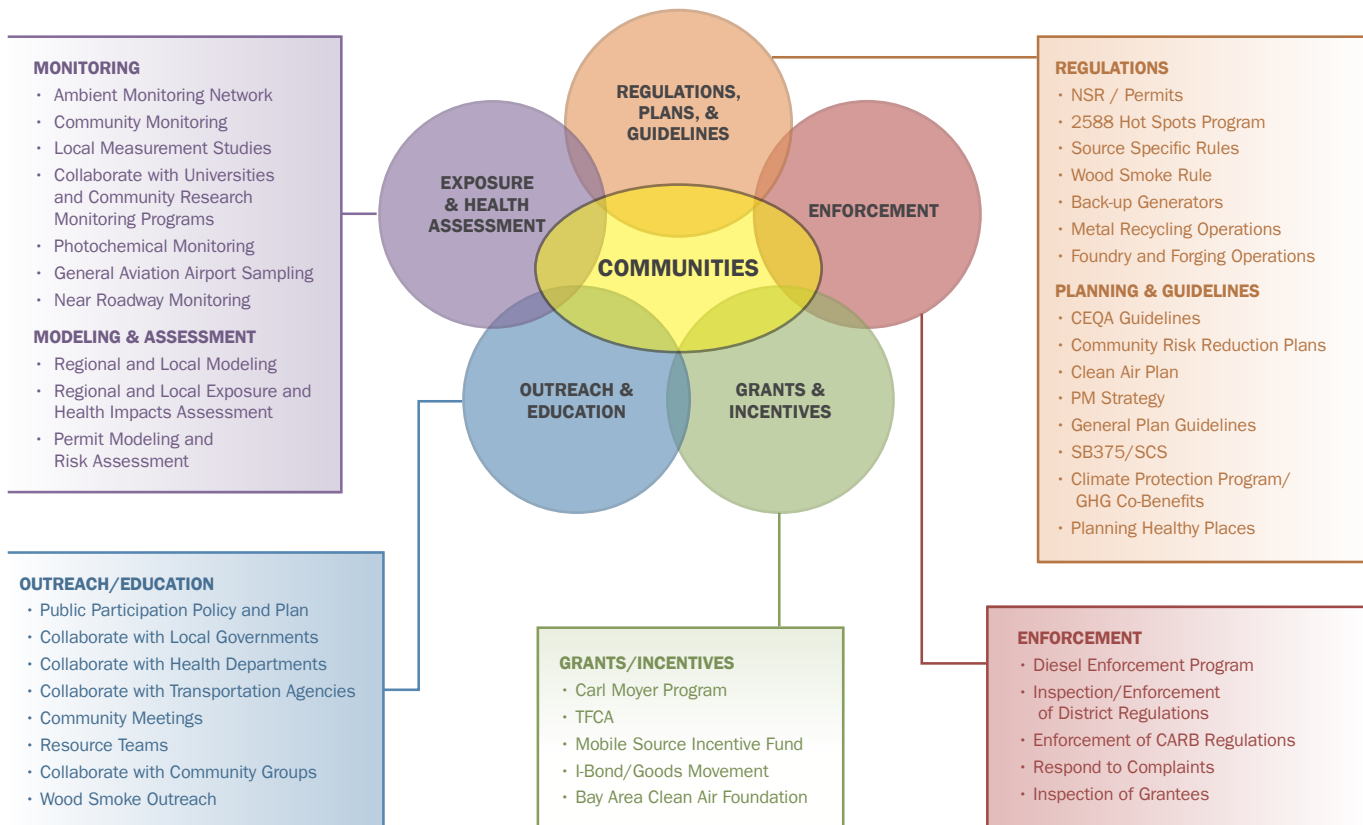 MONITORING
· Ambient Monitoring Network
· Community Monitoring
· Local Measurement Studies
· Collaborate with Universities
and Community Research
Monitoring Programs
· Photochemical Monitoring
· General Aviation Airport Sampling
· Near Roadway Monitoring
MODELING & ASSESSMENT
· Regional and Local Modeling
· Regional and Local Exposure and
Health Impacts Assessment
· Permit Modeling and
Risk Assessment
REGULATIONS,
PLANS, &
GUIDELINES
EXPOSURE
& HEALTH
ASSESSMENT
ENFORCEMENT
COMMUNITIES
OUTREACH &
EDUCATION
GRANTS &
INCENTIVES
REGULATIONS
· NSR / Permits
· 2588 Hot Spots Program
· Source Specific Rules
· Wood Smoke Rule
· Back-up Generators
· Metal Recycling Operations
· Foundry and Forging Operations
PLANNING & GUIDELINES
· CEQA Guidelines
· Community Risk Reduction Plans
· Clean Air Plan
· PM Strategy
· General Plan Guidelines
· SB375/SCS
· Climate Protection Program/
GHG Co-Benefits
· Planning Healthy Places
OUTREACH/EDUCATION
· Public Participation Policy and Plan
· Collaborate with Local Governments
· Collaborate with Health Departments
· Collaborate with Transportation Agencies
· Community Meetings
· Resource Teams
· Collaborate with Community Groups
· Wood Smoke Outreach
GRANTS/INCENTIVES
· Carl Moyer Program
· TFCA
· Mobile Source Incentive Fund
· I-Bond/Goods Movement
· Bay Area Clean Air Foundation
ENFORCEMENT
· Diesel Enforcement Program
· Inspection/Enforcement
of District Regulations
· Enforcement of CARB Regulations
· Respond to Complaints
· Inspection of Grantees